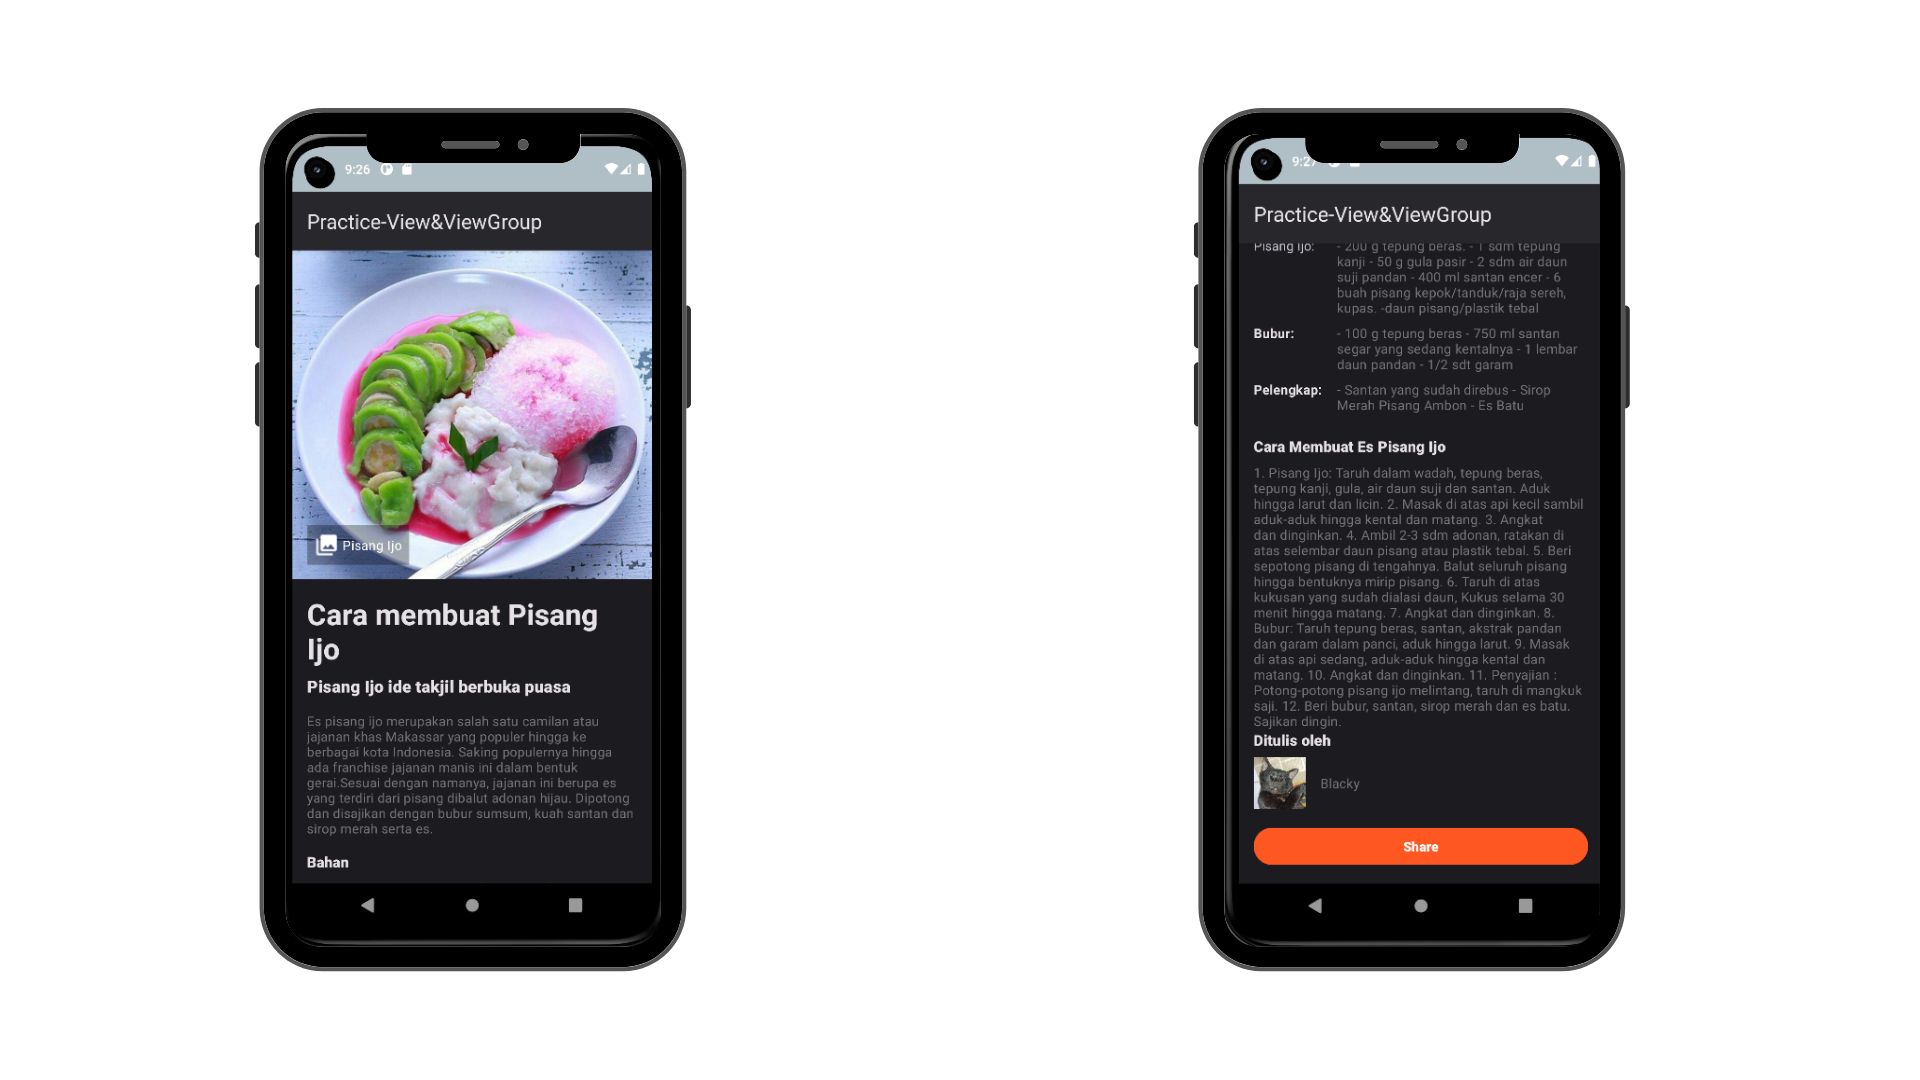 9:26
Practice-View&ViewGroup
Pisang Ijo
Cara membuat Pisang
Ijo
Pisang Ijo ide takjil berbuka puasa
Es pisang ijo merupakan salah satu camilan atau
jajanan khas Makassar yang populer hingga ke
berbagai kota Indonesia. Saking populernya hingga
ada franchise jajanan manis ini dalam bentuk
gerai.Sesuai dengan namanya, jajanan ini berupa es
yang terdiri dari pisang dibalut adonan hijau. Dipotong
dan disajikan dengan bubur sumsum, kuah santan dan
sirop merah serta es.
Bahan
9:27
Practice-View&ViewGroup
Pisang Ijo: - 200 g tepung beras. - 1 sdm tepung
kanji - 50 g gula pasir - 2 sdm air daun
suji pandan - 400 ml santan encer - 6
buah pisang kepok/tanduk/raja sereh,
kupas. -daun pisang/plastik tebal
Bubur: - 100 g tepung beras - 750 ml santan
segar yang sedang kentalnya - 1 lembar
daun pandan - 1/2 sdt garam
Pelengkap: - Santan yang sudah direbus - Sirop
Merah Pisang Ambon - Es Batu
Cara Membuat Es Pisang Ijo
1. Pisang Ijo: Taruh dalam wadah, tepung beras,
tepung kanji, gula, air daun suji dan santan. Aduk
hingga larut dan licin. 2. Masak di atas api kecil sambil
aduk-aduk hingga kental dan matang. 3. Angkat
dan dinginkan. 4. Ambil 2-3 sdm adonan, ratakan di
atas selembar daun pisang atau plastik tebal. 5. Beri
sepotong pisang di tengahnya. Balut seluruh pisang
hingga bentuknya mirip pisang. 6. Taruh di atas
kukusan yang sudah dialasi daun, Kukus selama 30
menit hingga matang. 7. Angkat dan dinginkan. 8.
Bubur: Taruh tepung beras, santan, akstrak pandan
dan garam dalam panci, aduk hingga larut. 9. Masak
di atas api sedang, aduk-aduk hingga kental dan
matang. 10. Angkat dan dinginkan. 11. Penyajian :
Potong-potong pisang ijo melintang, taruh di mangkuk
saji. 12. Beri bubur, santan, sirop merah dan es batu.
Sajikan dingin.
Ditulis oleh
Blacky
Share